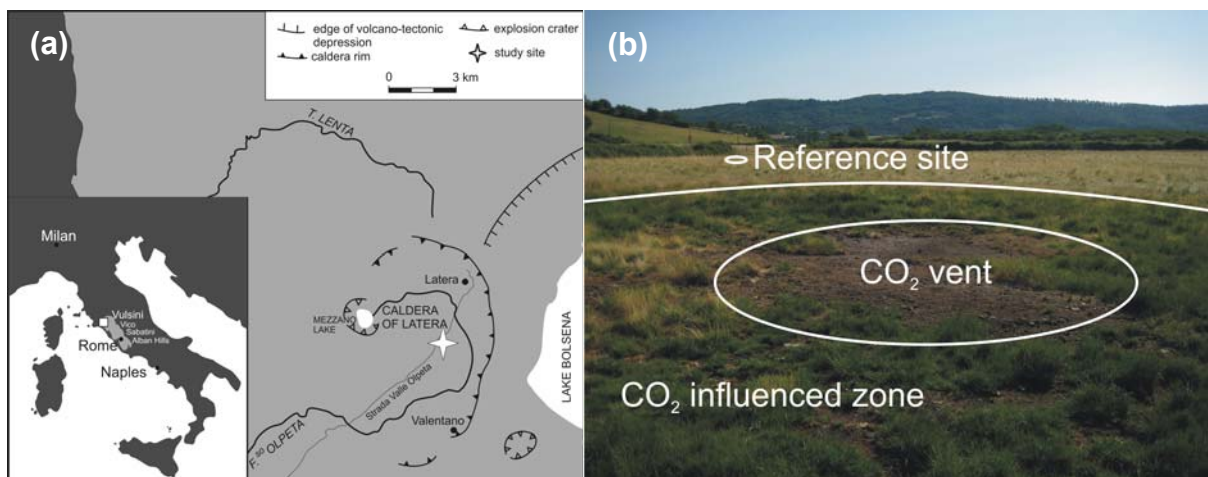 (a)
edge of volcano-tectonic
depression
caldera rim
explosion crater
study site
0 3 km
T. LENTA
Milan
Vulsini
Vico
Sabatini
Alban Hills
Rome
Naples
Latera
MEZZANO
LAKE
CALDERA
OF LATERA
Strada Valle Olpeta
Valentano
F.so OLPETA
LAKE BOLSENA
(b)
Reference site
CO₂ vent
CO₂ influenced zone